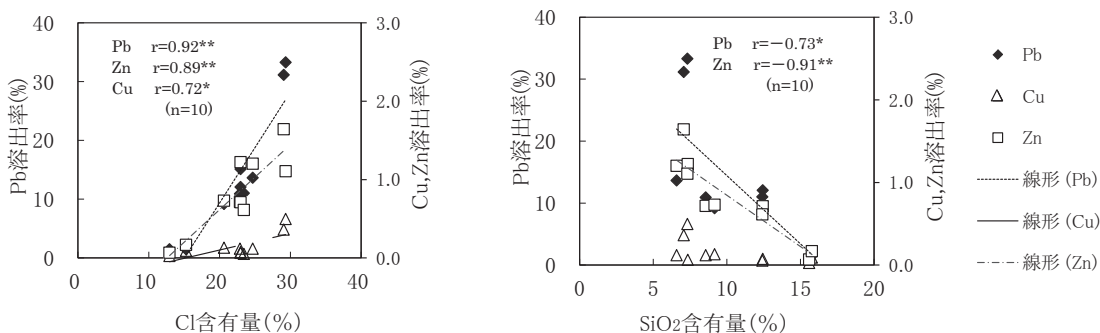 40
30
20
10
0
Pb溶出率(%)
Pb r=0.92**
Zn r=0.89**
Cu r=0.72*
(n=10)
3.0
2.0
1.0
0.0
Cu,Zn溶出率(%)
0 10 20 30 40
Cl含有量(%)
40
30
20
10
0
Pb溶出率(%)
Pb r=−0.73*
Zn r=−0.91**
(n=10)
3.0
2.0
1.0
0.0
Cu,Zn溶出率(%)
0 5 10 15 20
SiO₂含有量(%)
Pb
Cu
Zn
線形 (Pb)
線形 (Cu)
線形 (Zn)